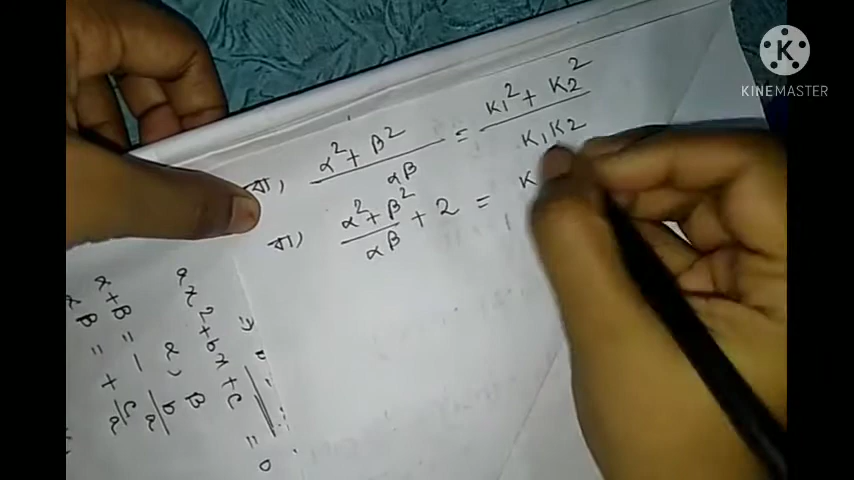 K
KINEMASTER
বা, α² + β² / αβ = K₁² + K₂² / K₁K₂
বা) α² + β² / αβ + 2 = K
ax² + bx + c = 0
α, β
α + β = − b/a
αβ = + c/a